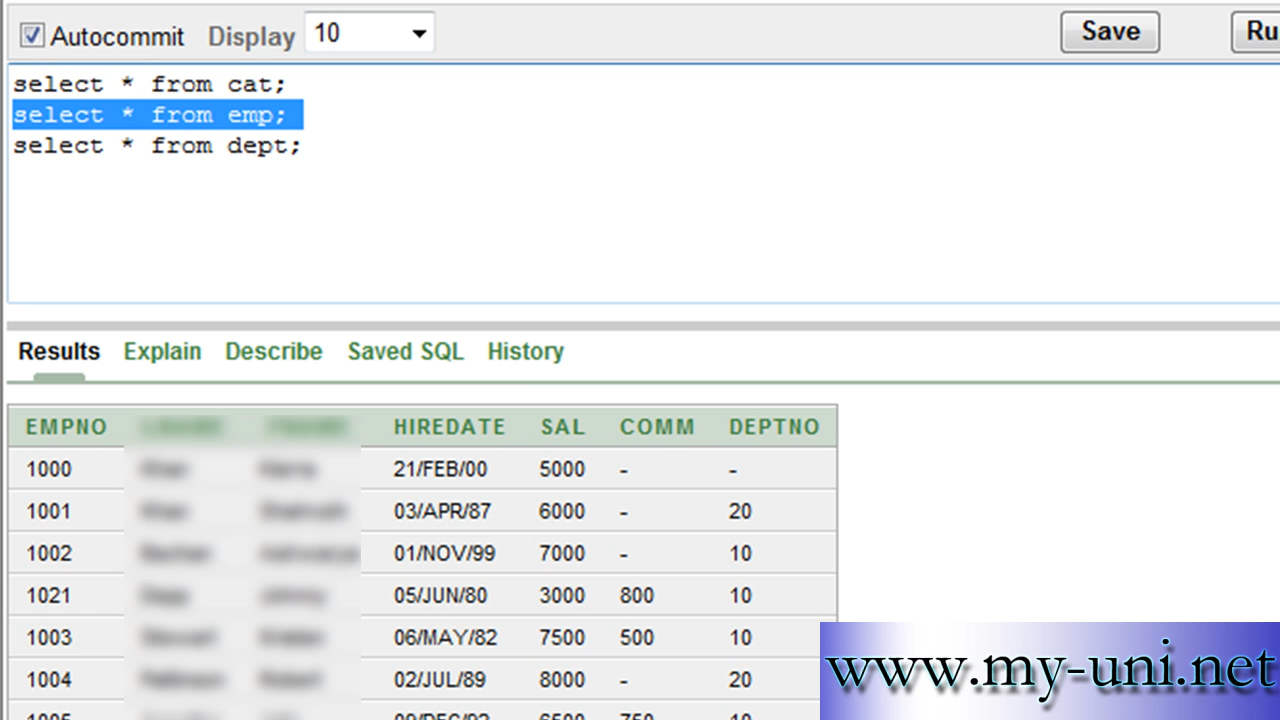 Autocommit Display 10 Save Ru
select * from cat;
select * from emp;
select * from dept;
Results Explain Describe Saved SQL History
EMPNO HIREDATE SAL COMM DEPTNO
1000 21/FEB/00 5000 - -
1001 03/APR/87 6000 - 20
1002 01/NOV/99 7000 - 10
1021 05/JUN/80 3000 800 10
1003 06/MAY/82 7500 500 10
1004 02/JUL/89 8000 - 20
www.my-uni.net